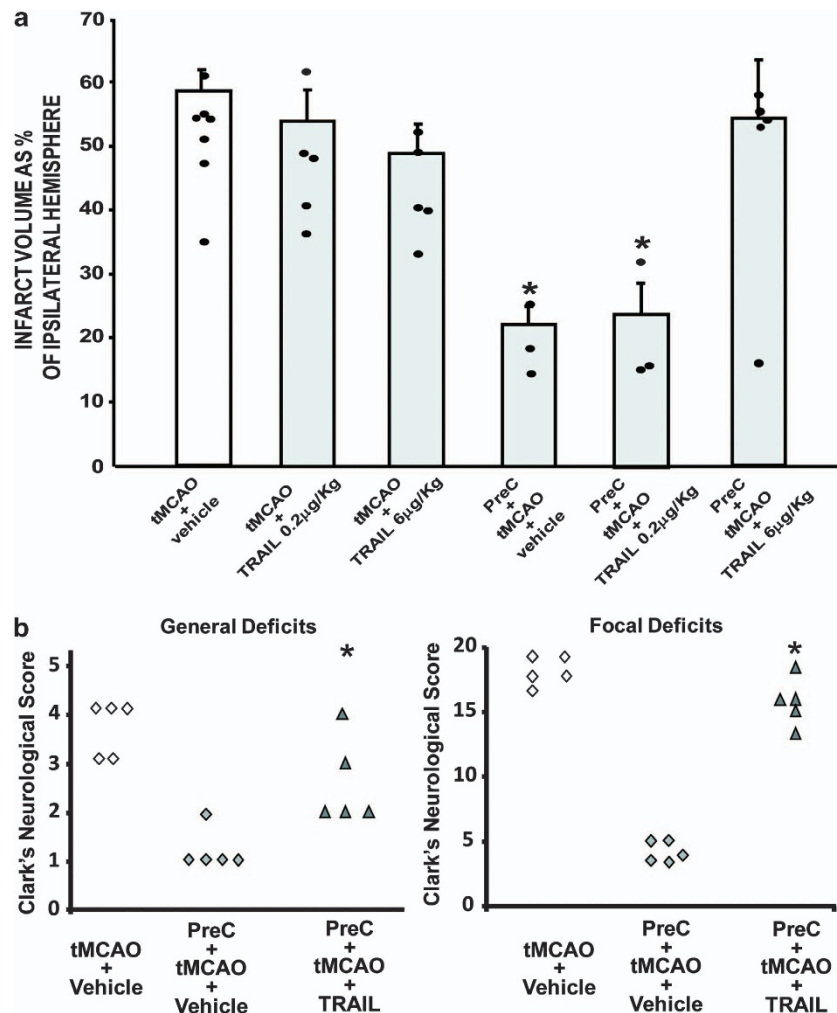 a
INFARCT VOLUME AS %
OF IPSILATERAL HEMISPHERE
70
60
50
40
30
20
10
0
*
*
tMCAO
+
vehicle
tMCAO
+
TRAIL 0.2µg/Kg
tMCAO
+
TRAIL 6µg/Kg
PreC
+
tMCAO
+
vehicle
PreC
+
tMCAO
+
TRAIL 0.2µg/Kg
PreC
+
tMCAO
+
TRAIL 6µg/Kg
b
General Deficits
Clark's Neurological Score
5
4
3
2
1
0
*
tMCAO
+
Vehicle
PreC
+
tMCAO
+
Vehicle
PreC
+
tMCAO
+
TRAIL
Focal Deficits
Clark's Neurological Score
20
15
10
5
0
*
tMCAO
+
Vehicle
PreC
+
tMCAO
+
Vehicle
PreC
+
tMCAO
+
TRAIL